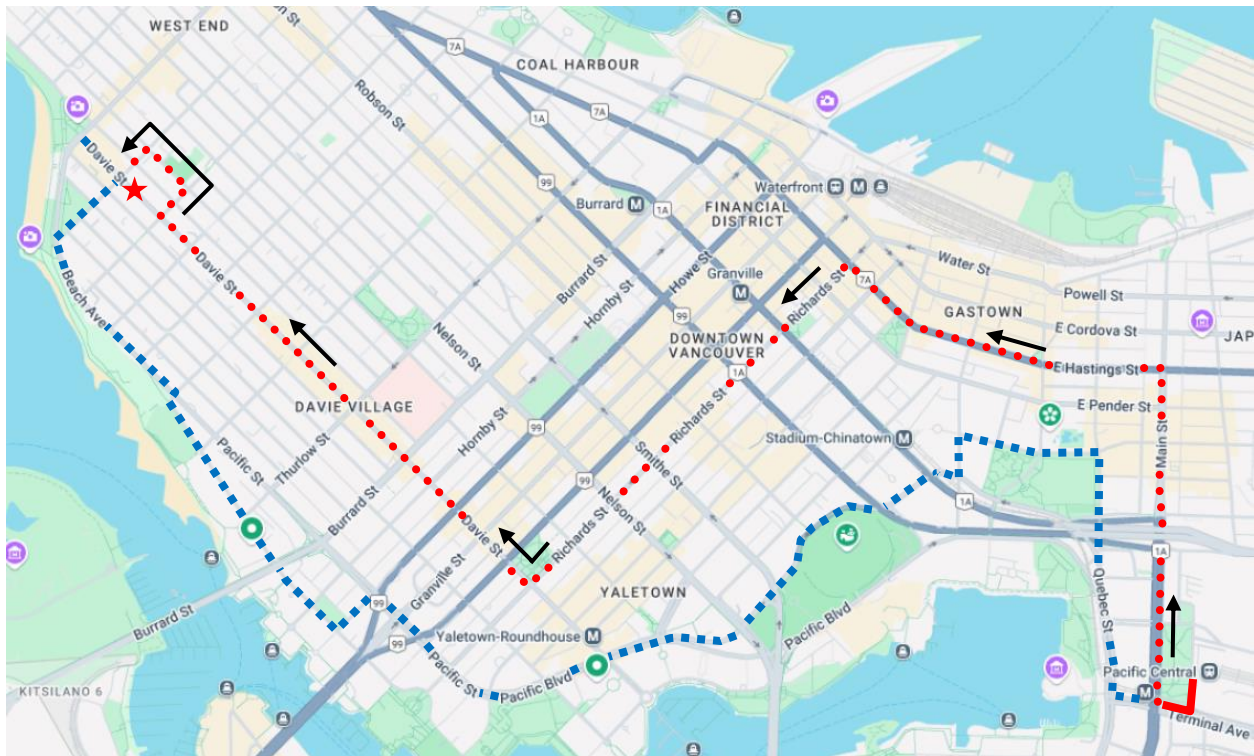 WEST END
on St
7A
COAL HARBOUR
Robson St
7A
1A
Davie St
99
Waterfront
Burrard
1A
FINANCIAL
DISTRICT
Water St
Davie St
Burrard St
Howe St
Granville
Richards St
7A
Powell St
Beach Ave
Hornby St
GASTOWN
E Cordova St
JAP
Nelson St
99
DOWNTOWN
VANCOUVER
1A
E Hastings St
DAVIE VILLAGE
Richards St
E Pender St
Hornby St
99
Stadium-Chinatown
Main St
Pacific St
Thurlow St
Smithe St
99
Nelson St
1A
Burrard St
Davie St
Richards St
1A
Granville St
YALETOWN
Quebec St
99
Burrard St
99
Yaletown-Roundhouse
Pacific Blvd
Pacific Central
KITSILANO 6
Pacific St
Pacific Blvd
Terminal Ave